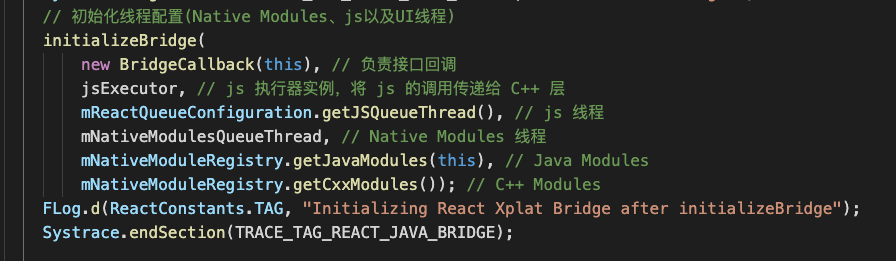 // 初始化线程配置(Native Modules、js以及UI线程)
initializeBridge(
new BridgeCallback(this), // 负责接口回调
jsExecutor, // js 执行器实例，将 js 的调用传递给 C++ 层
mReactQueueConfiguration.getJSQueueThread(), // js 线程
mNativeModulesQueueThread, // Native Modules 线程
mNativeModuleRegistry.getJavaModules(this), // Java Modules
mNativeModuleRegistry.getCxxModules()); // C++ Modules
FLog.d(ReactConstants.TAG, "Initializing React Xplat Bridge after initializeBridge");
Systrace.endSection(TRACE_TAG_REACT_JAVA_BRIDGE);